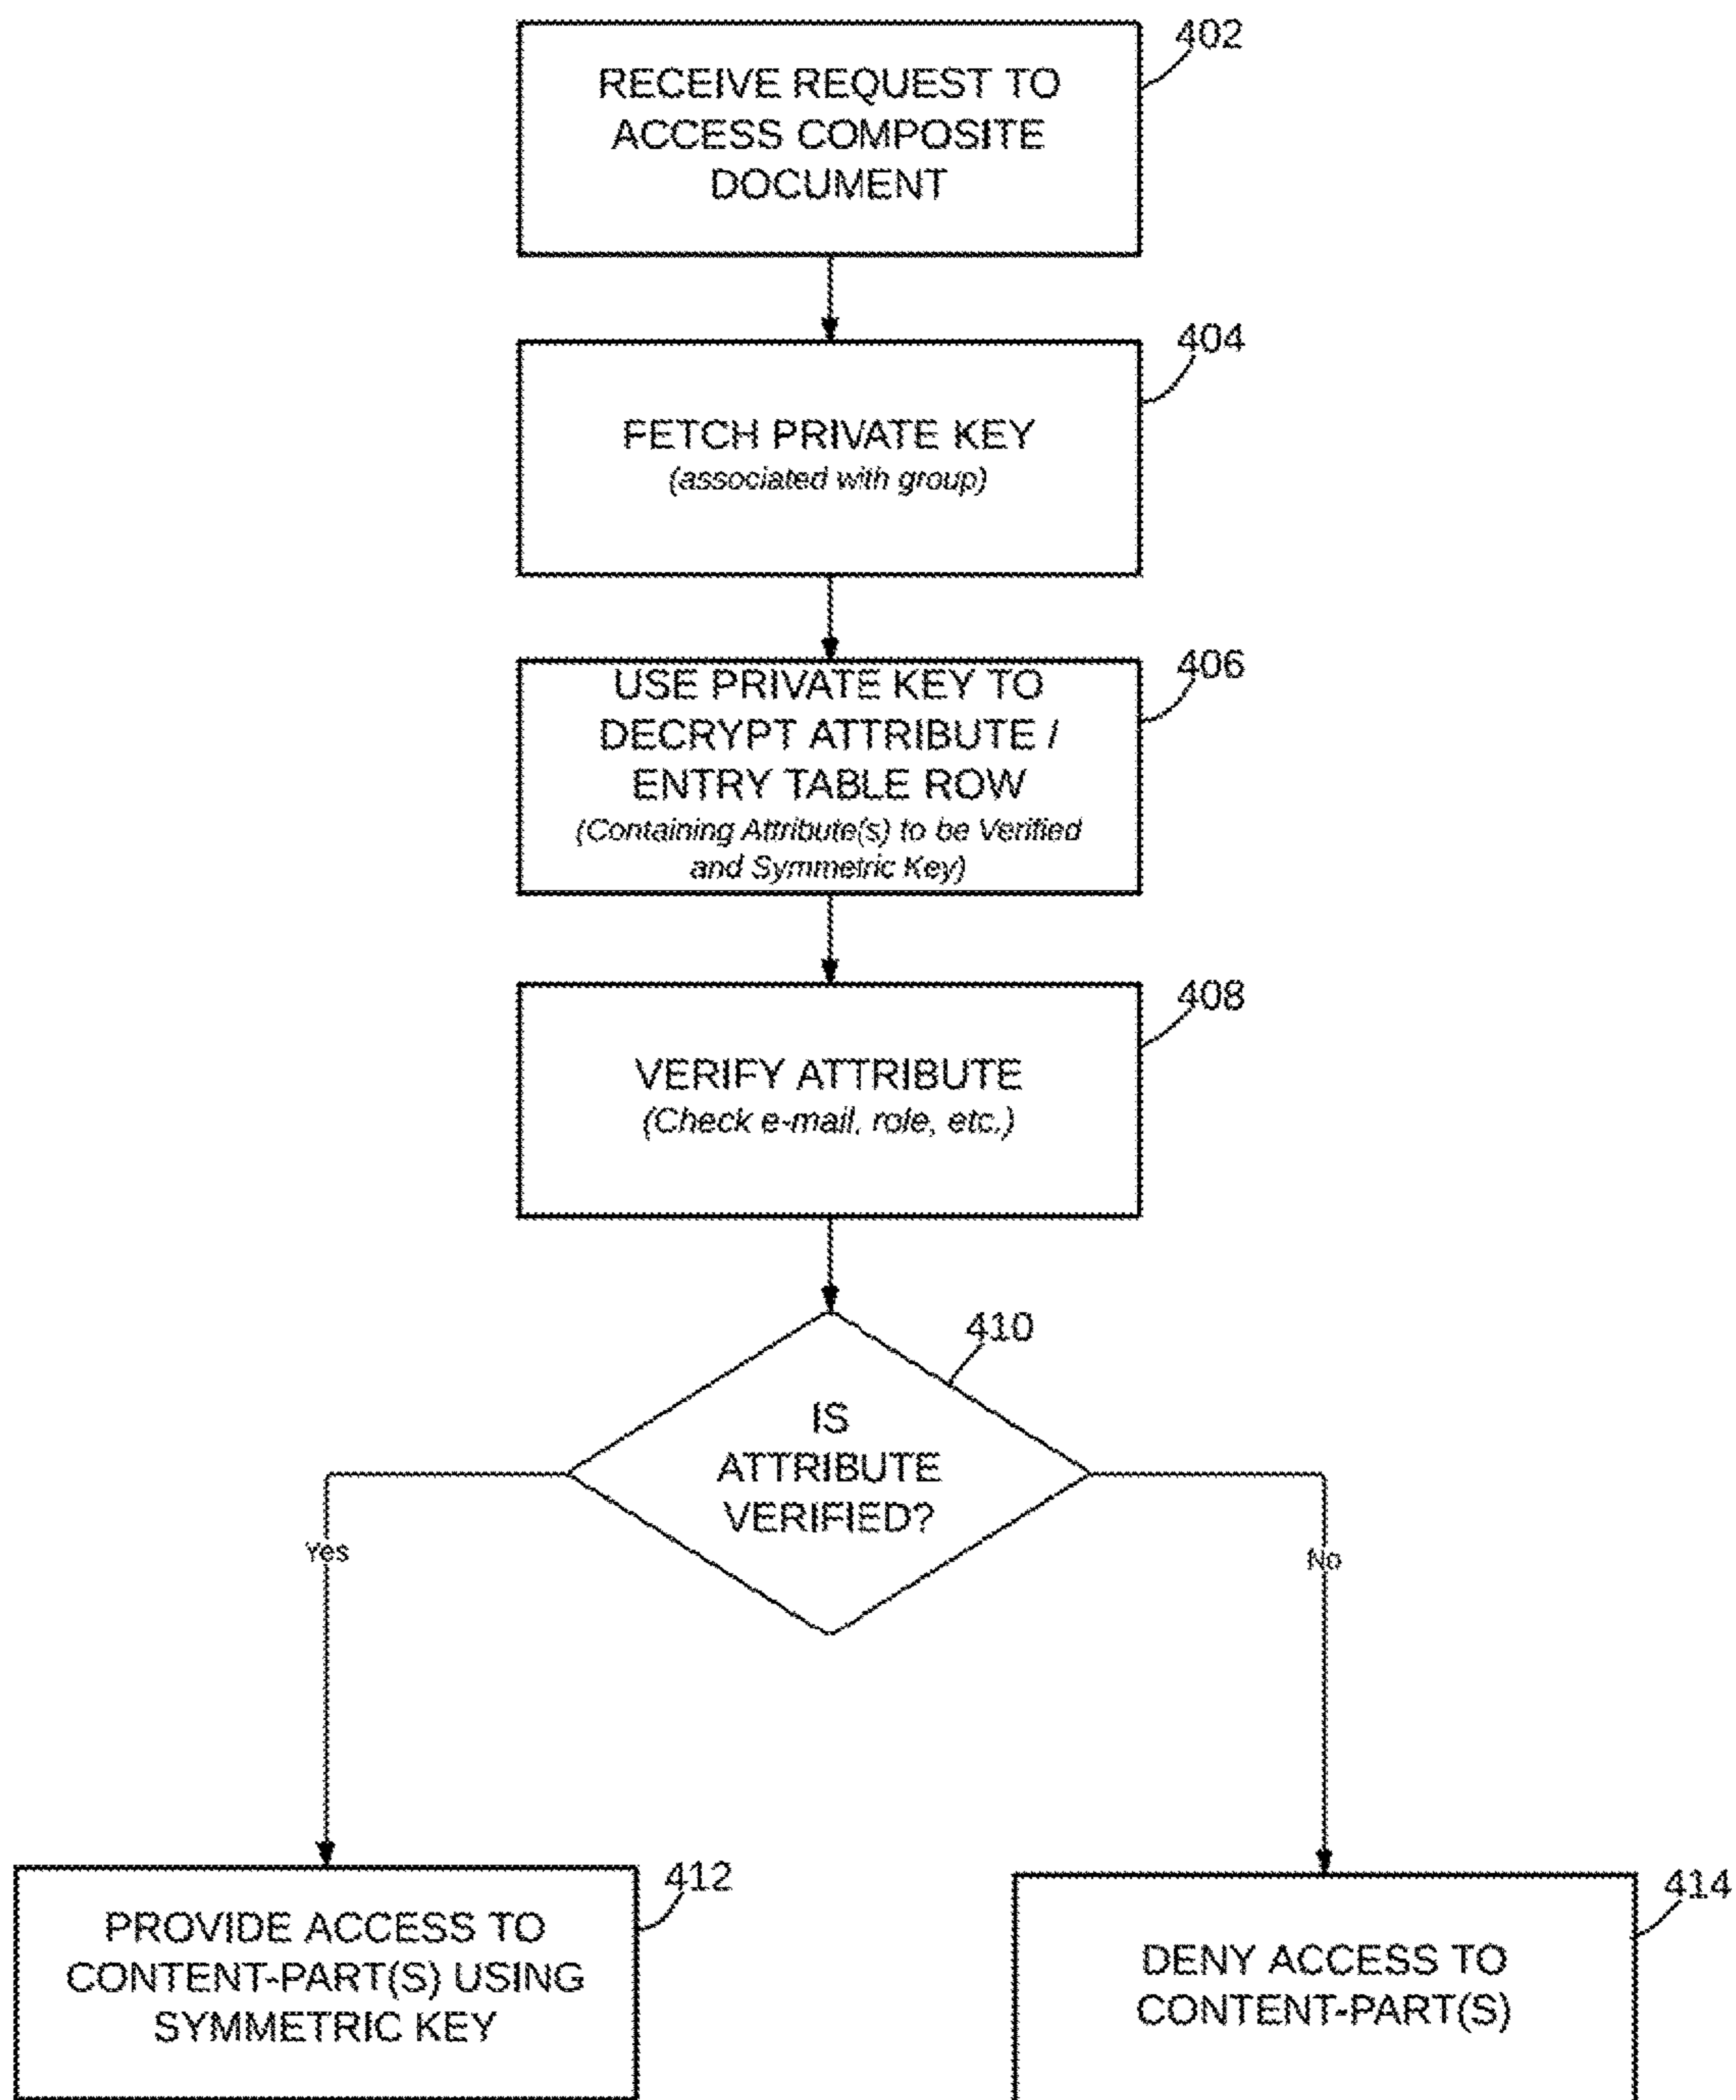 402
RECEIVE REQUEST TO
ACCESS COMPOSITE
DOCUMENT
404
FETCH PRIVATE KEY
(associated with group)
406
USE PRIVATE KEY TO
DECRYPT ATTRIBUTE /
ENTRY TABLE ROW
(Containing Attribute(s) to be Verified
and Symmetric Key)
408
VERIFY ATTRIBUTE
(Check e-mail, role, etc.)
410
IS
ATTRIBUTE
VERIFIED?
Yes
No
412
PROVIDE ACCESS TO
CONTENT-PART(S) USING
SYMMETRIC KEY
414
DENY ACCESS TO
CONTENT-PART(S)